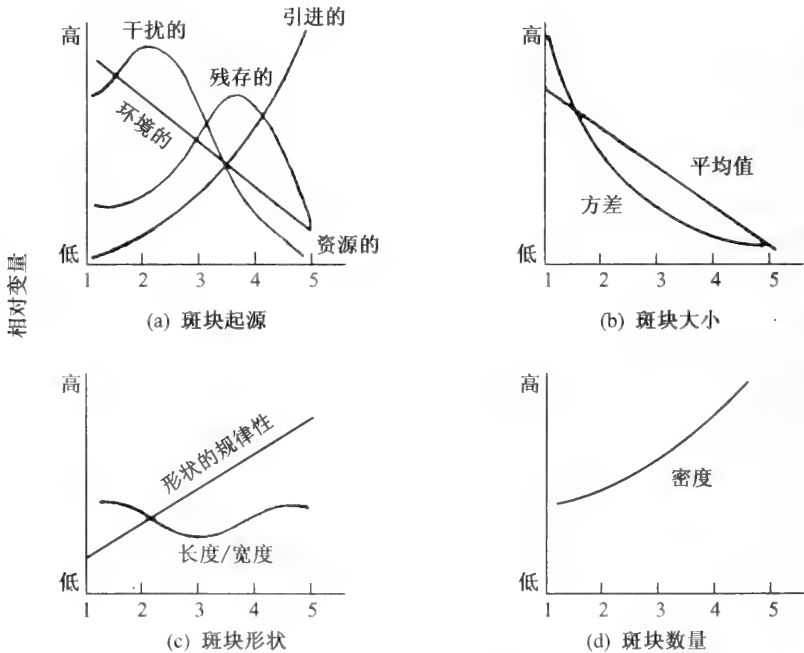 相对变量
高
低
干扰的
引进的
残存的
环境的
资源的
1 2 3 4 5
(a) 斑块起源
高
低
平均值
方差
1 2 3 4 5
(b) 斑块大小
高
低
形状的规律性
长度/宽度
1 2 3 4 5
(c) 斑块形状
高
低
密度
1 2 3 4 5
(d) 斑块数量